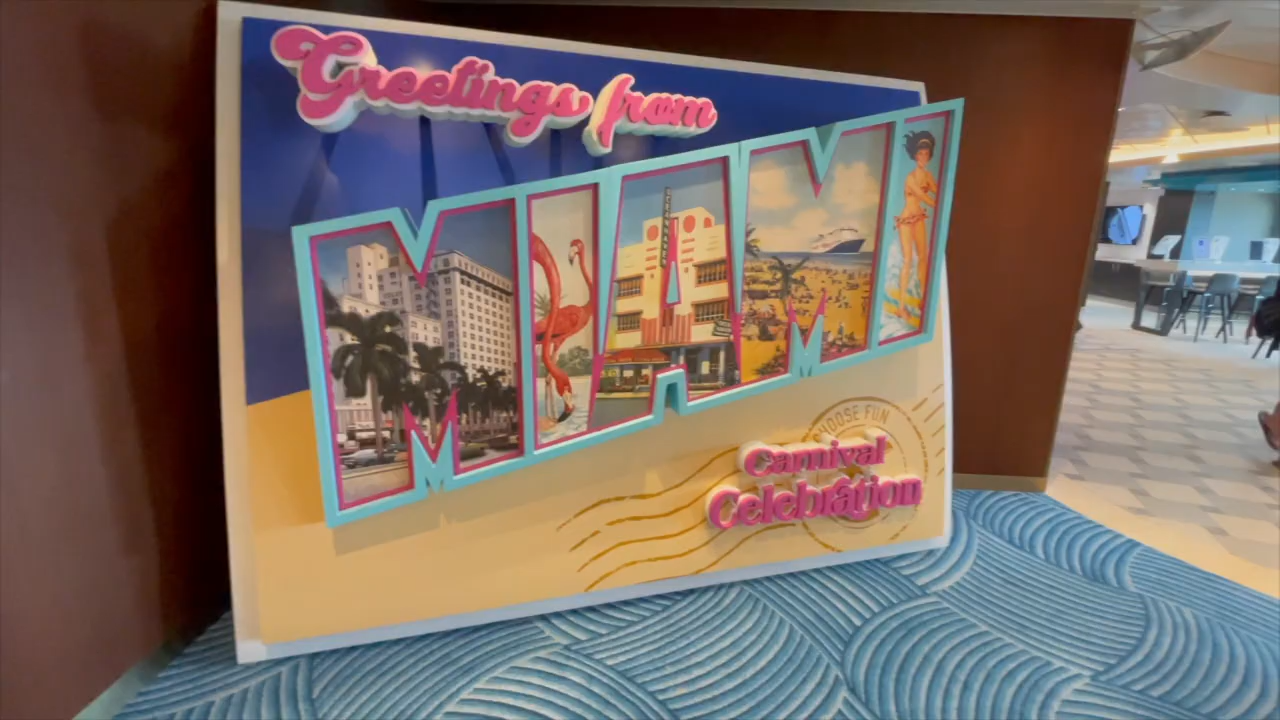 Greetings from
MIAMI
CHOOSE FUN
Carnival
Celebration